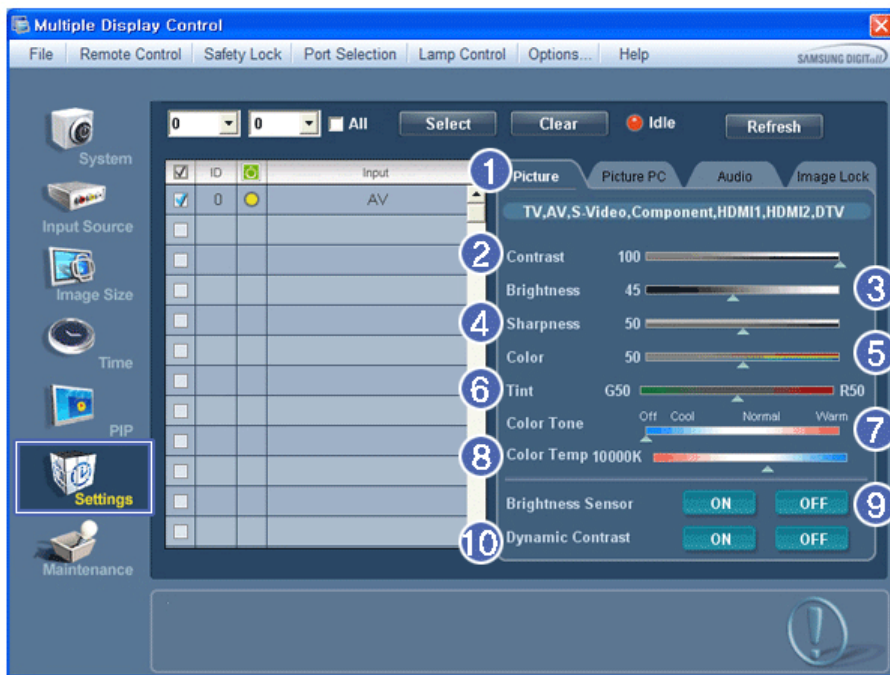 Multiple Display Control
File Remote Control Safety Lock Port Selection Lamp Control Options... Help SAMSUNG DIGITall
0 0 All Select Clear Idle Refresh
System
Input Source
Image Size
Time
PIP
Settings
Maintenance
ID Input
0 AV
1 Picture Picture PC Audio Image Lock
TV,AV,S-Video,Component,HDMI1,HDMI2,DTV
2 Contrast 100
Brightness 45 3
4 Sharpness 50
Color 50 5
6 Tint G50 R50
Off Cool Normal Warm
Color Tone 7
8 Color Temp 10000K
Brightness Sensor ON OFF 9
10 Dynamic Contrast ON OFF